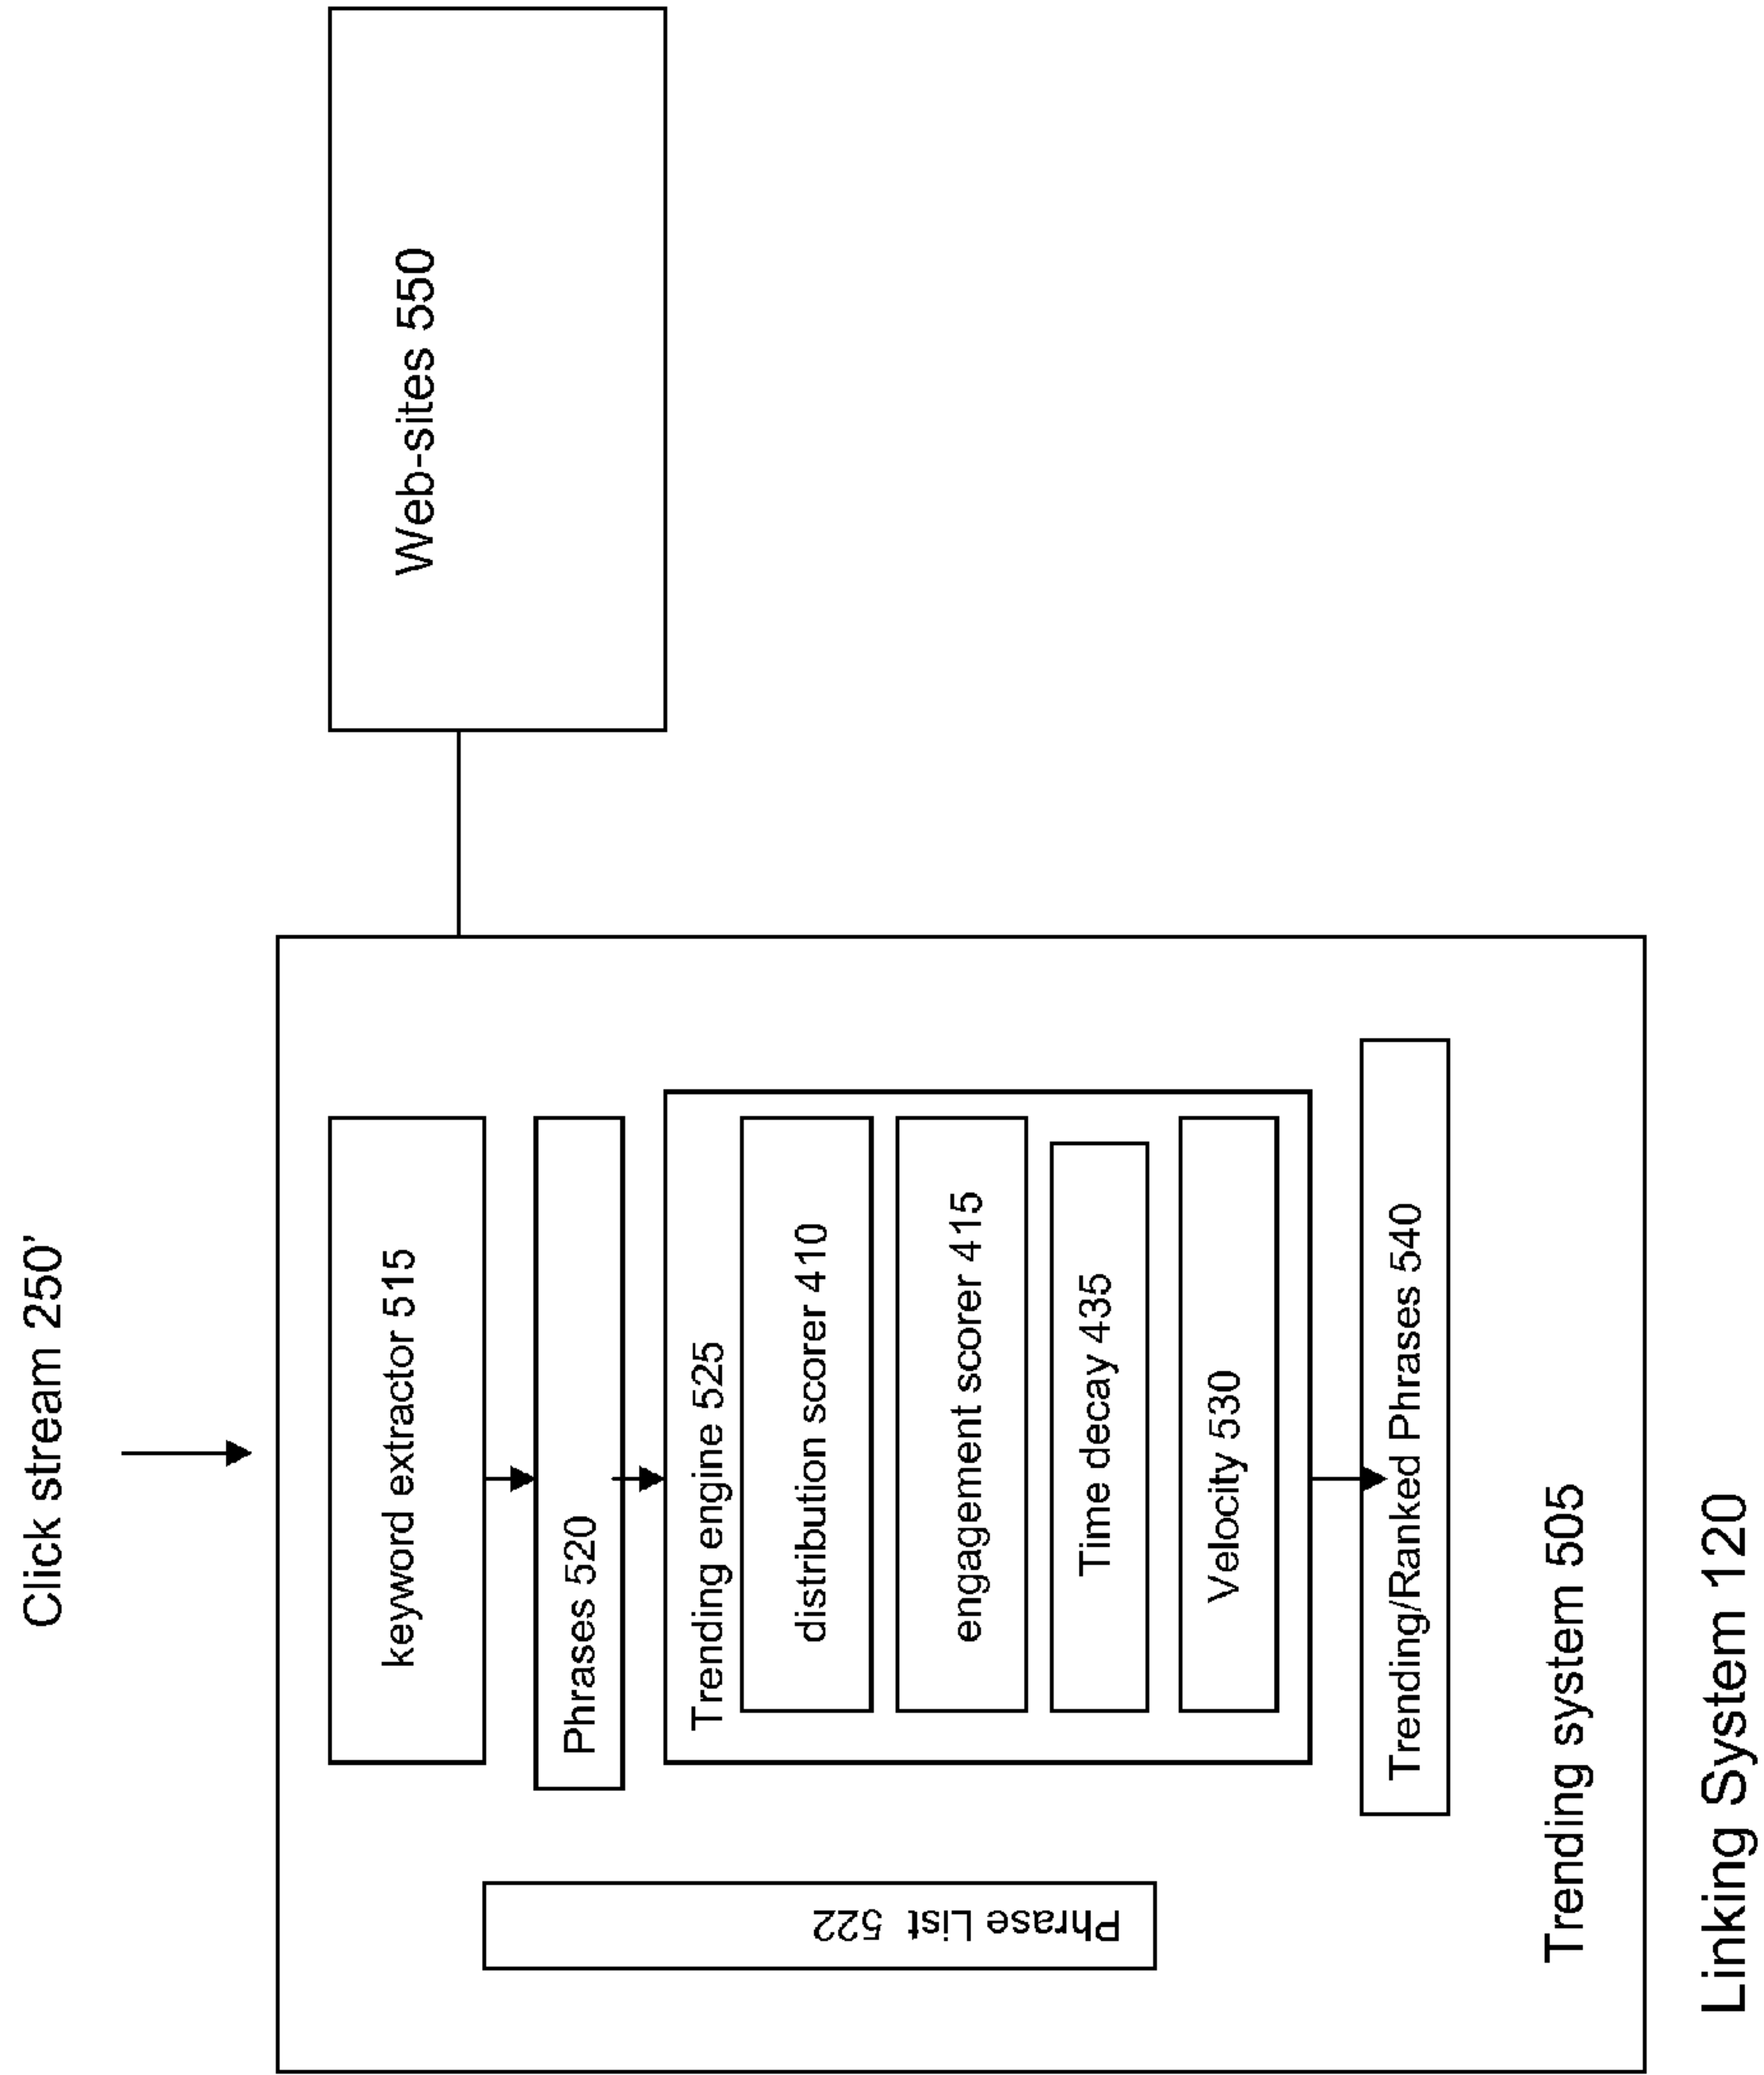 Click stream 250’
keyword extractor 515
Phrases 520
Trending engine 525
distribution scorer 410
engagement scorer 415
Time decay 435
Velocity 530
Trending/Ranked Phrases 540
Phrase List 522
Trending system 505
Linking System 120
Web-sites 550